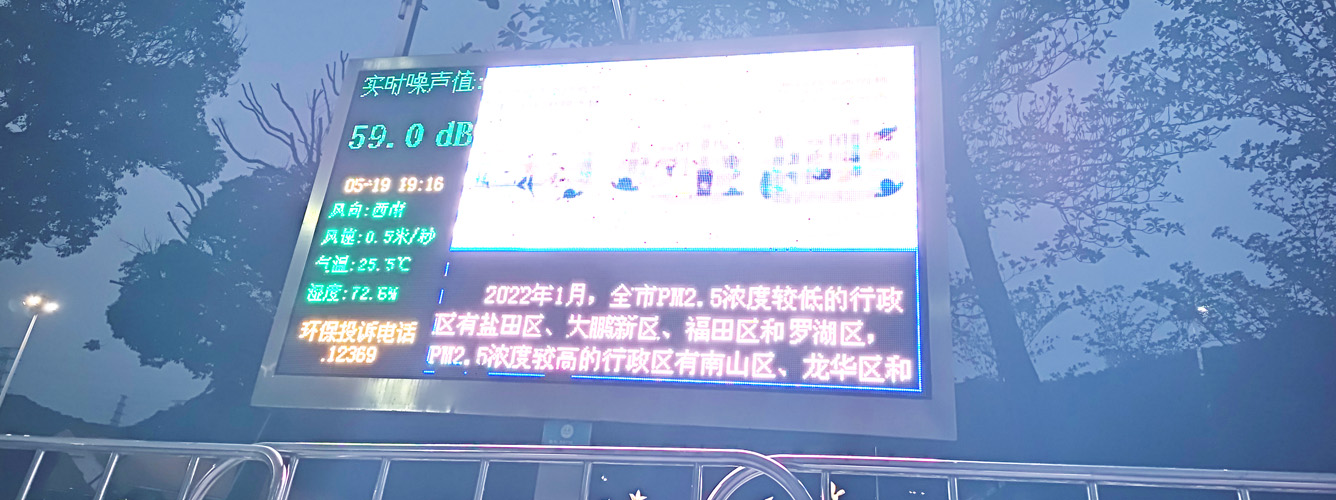 实时噪声值:
59.0 dB
05-19 19:16
风向:西南
风速:0.5米/秒
气温:25.5℃
湿度:72.6%
环保投诉电话
.12369
2022年1月，全市PM2.5浓度较低的行政
区有盐田区、大鹏新区、福田区和罗湖区，
PM2.5浓度较高的行政区有南山区、龙华区和